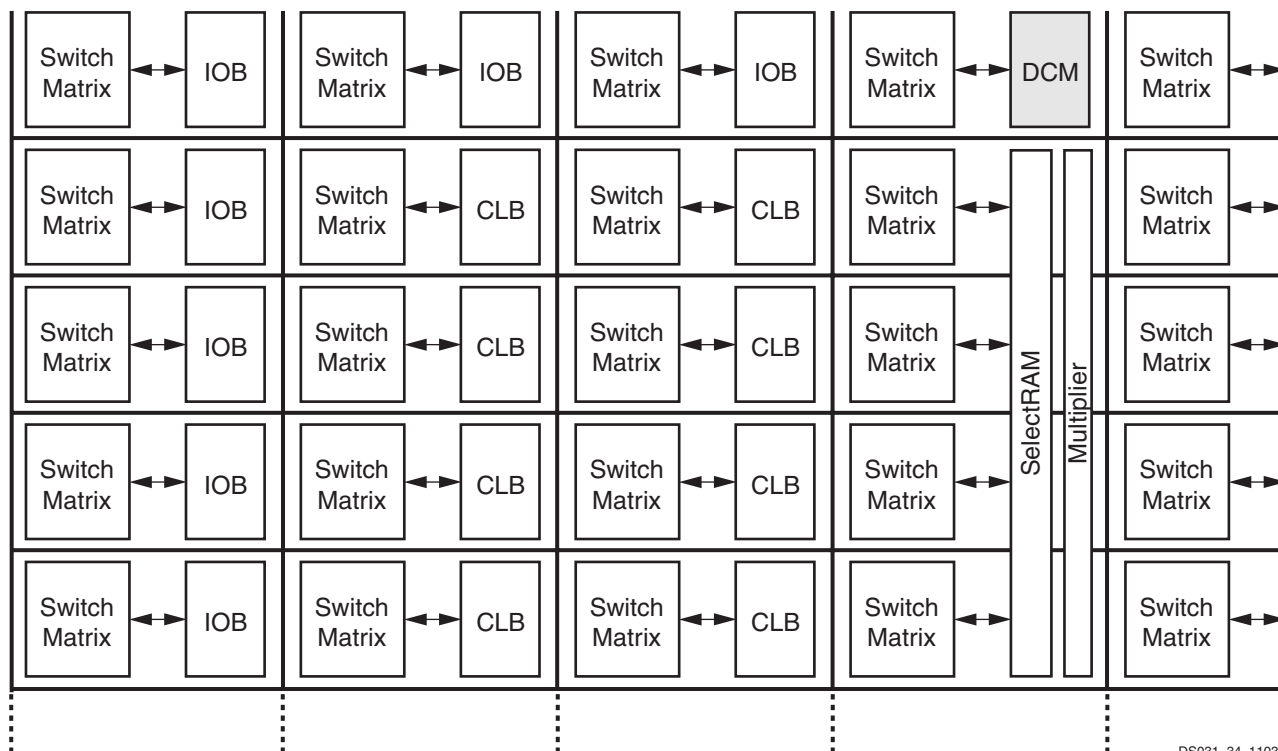 Switch
Matrix
IOB
Switch
Matrix
IOB
Switch
Matrix
IOB
Switch
Matrix
DCM
Switch
Matrix
Switch
Matrix
IOB
Switch
Matrix
CLB
Switch
Matrix
CLB
Switch
Matrix
Switch
Matrix
Switch
Matrix
IOB
Switch
Matrix
CLB
Switch
Matrix
CLB
Switch
Matrix
SelectRAM
Multiplier
Switch
Matrix
Switch
Matrix
IOB
Switch
Matrix
CLB
Switch
Matrix
CLB
Switch
Matrix
Switch
Matrix
Switch
Matrix
IOB
Switch
Matrix
CLB
Switch
Matrix
CLB
Switch
Matrix
Switch
Matrix